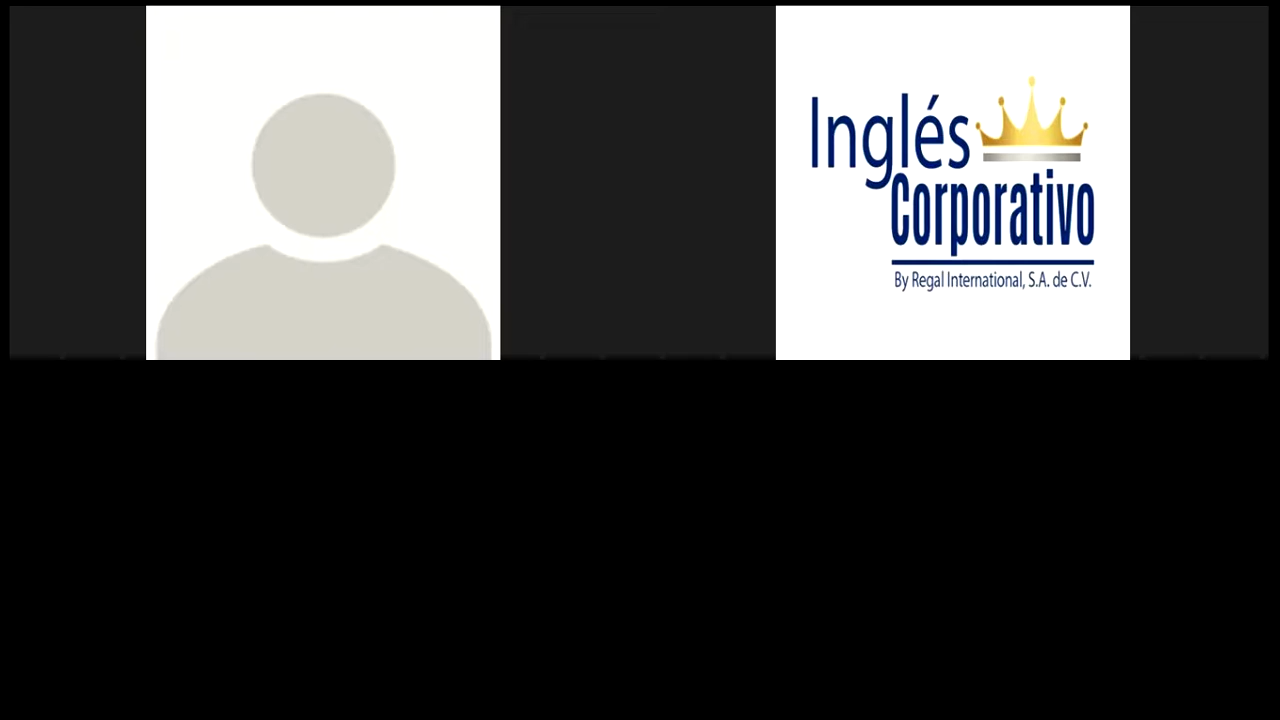 Inglés
Corporativo
By Regal International, S.A. de C.V.